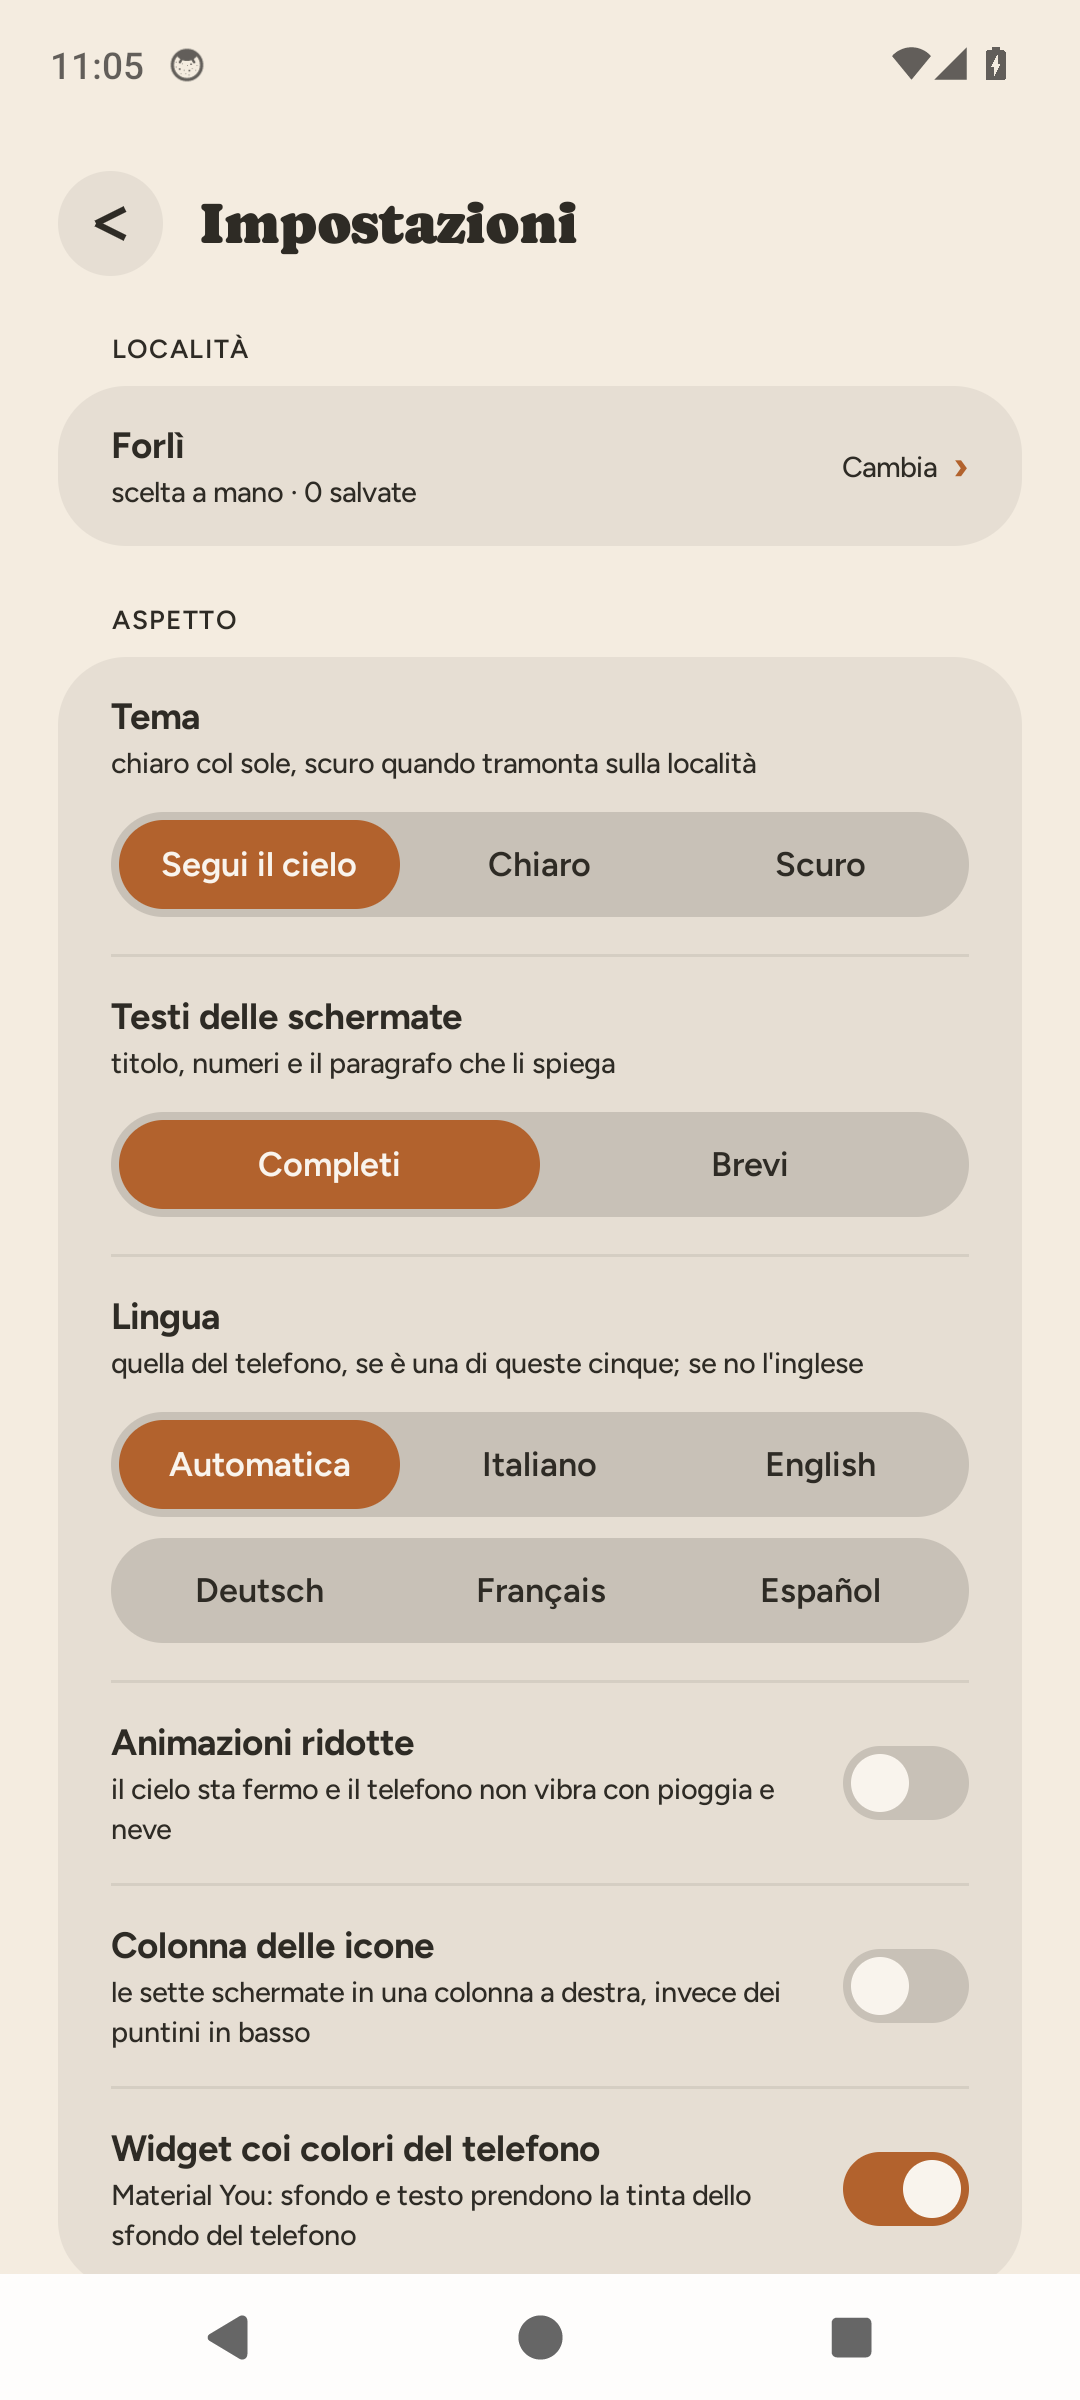 11:05
<
Impostazioni
LOCALITÀ
Forlì
scelta a mano · 0 salvate
Cambia ›
ASPETTO
Tema
chiaro col sole, scuro quando tramonta sulla località
Segui il cielo Chiaro Scuro
Testi delle schermate
titolo, numeri e il paragrafo che li spiega
Completi Brevi
Lingua
quella del telefono, se è una di queste cinque; se no l'inglese
Automatica Italiano English
Deutsch Français Español
Animazioni ridotte
il cielo sta fermo e il telefono non vibra con pioggia e
neve
Colonna delle icone
le sette schermate in una colonna a destra, invece dei
puntini in basso
Widget coi colori del telefono
Material You: sfondo e testo prendono la tinta dello
sfondo del telefono